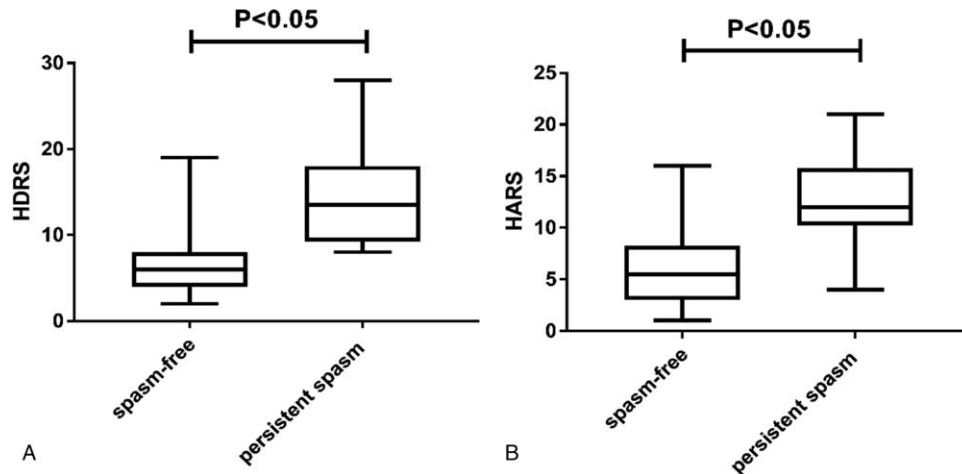 P<0.05
30
20
10
0
HDRS
spasm-free
persistent spasm
A
P<0.05
25
20
15
10
5
0
HARS
spasm-free
persistent spasm
B